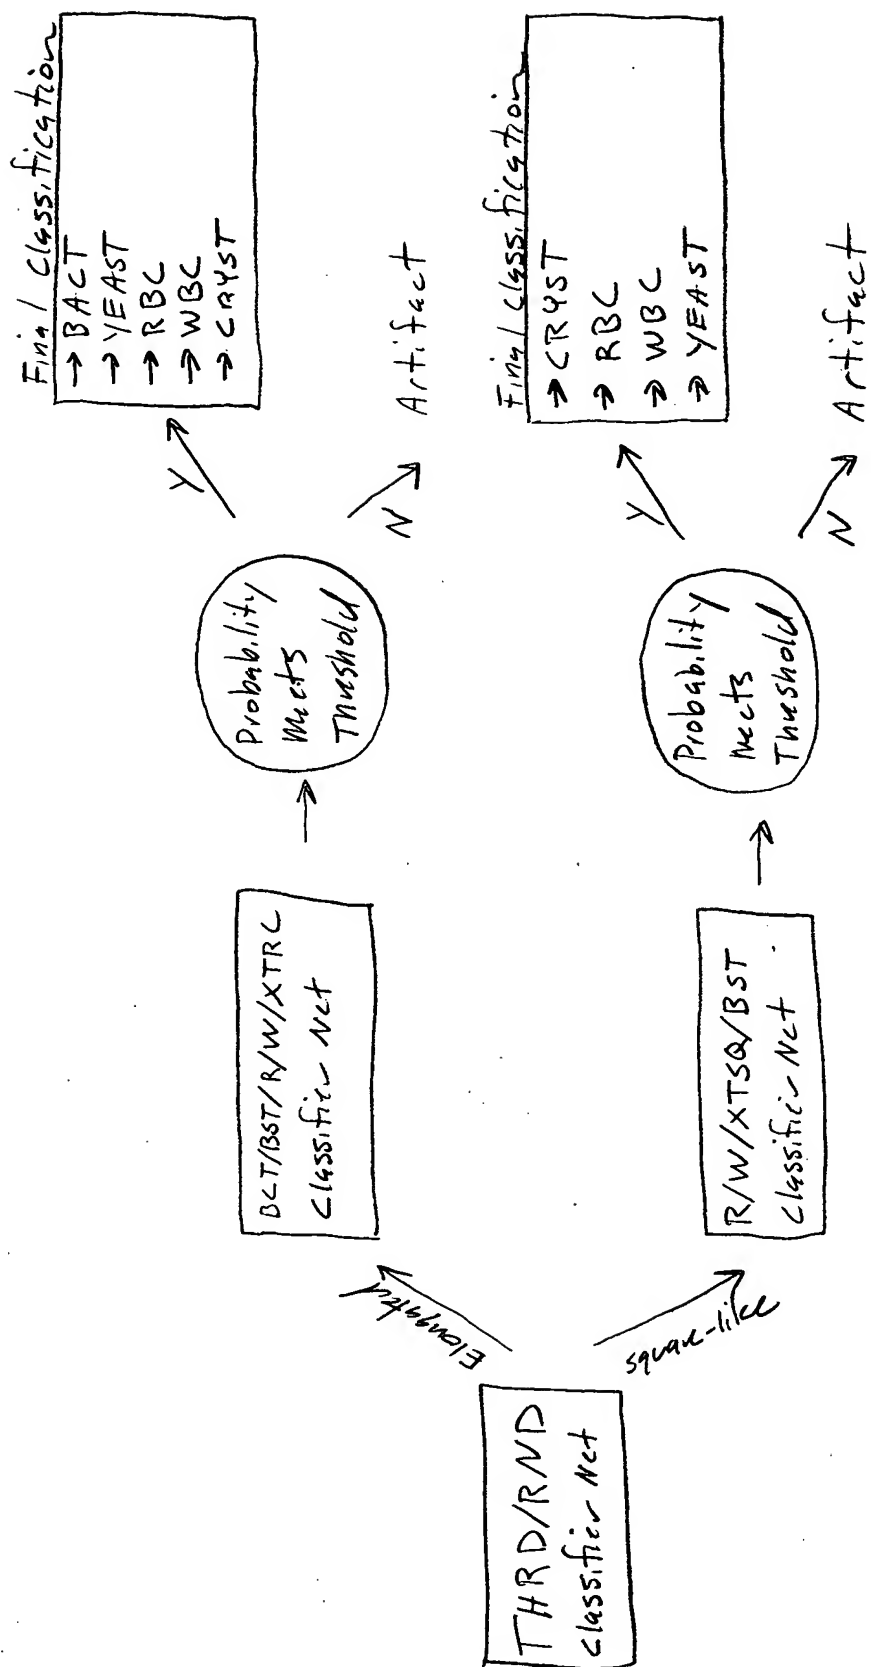 THRD/RND
Classifier Net
Elongated
square-like
BCT/BST/R/W/XTRC
Classifier Net
R/W/XTSQ/BST
Classifier Net
Probability
Meets
Threshold
Y
N
Final Classification
→ BACT
→ YEAST
→ RBC
→ WBC
→ CRYST
Artifact
Probability
Meets
Threshold
Y
N
Final Classification
→ CRYST
→ RBC
→ WBC
→ YEAST
Artifact